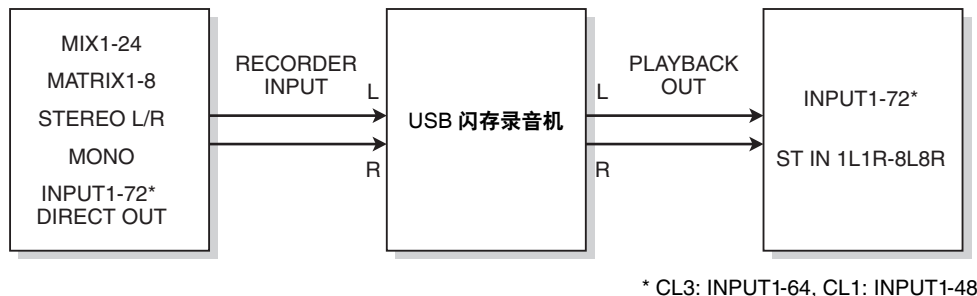 MIX1-24
MATRIX1-8
STEREO L/R
MONO
INPUT1-72*
DIRECT OUT
RECORDER
INPUT
L
R
USB 闪存录音机
PLAYBACK
OUT
L
R
INPUT1-72*
ST IN 1L1R-8L8R
* CL3: INPUT1-64, CL1: INPUT1-48